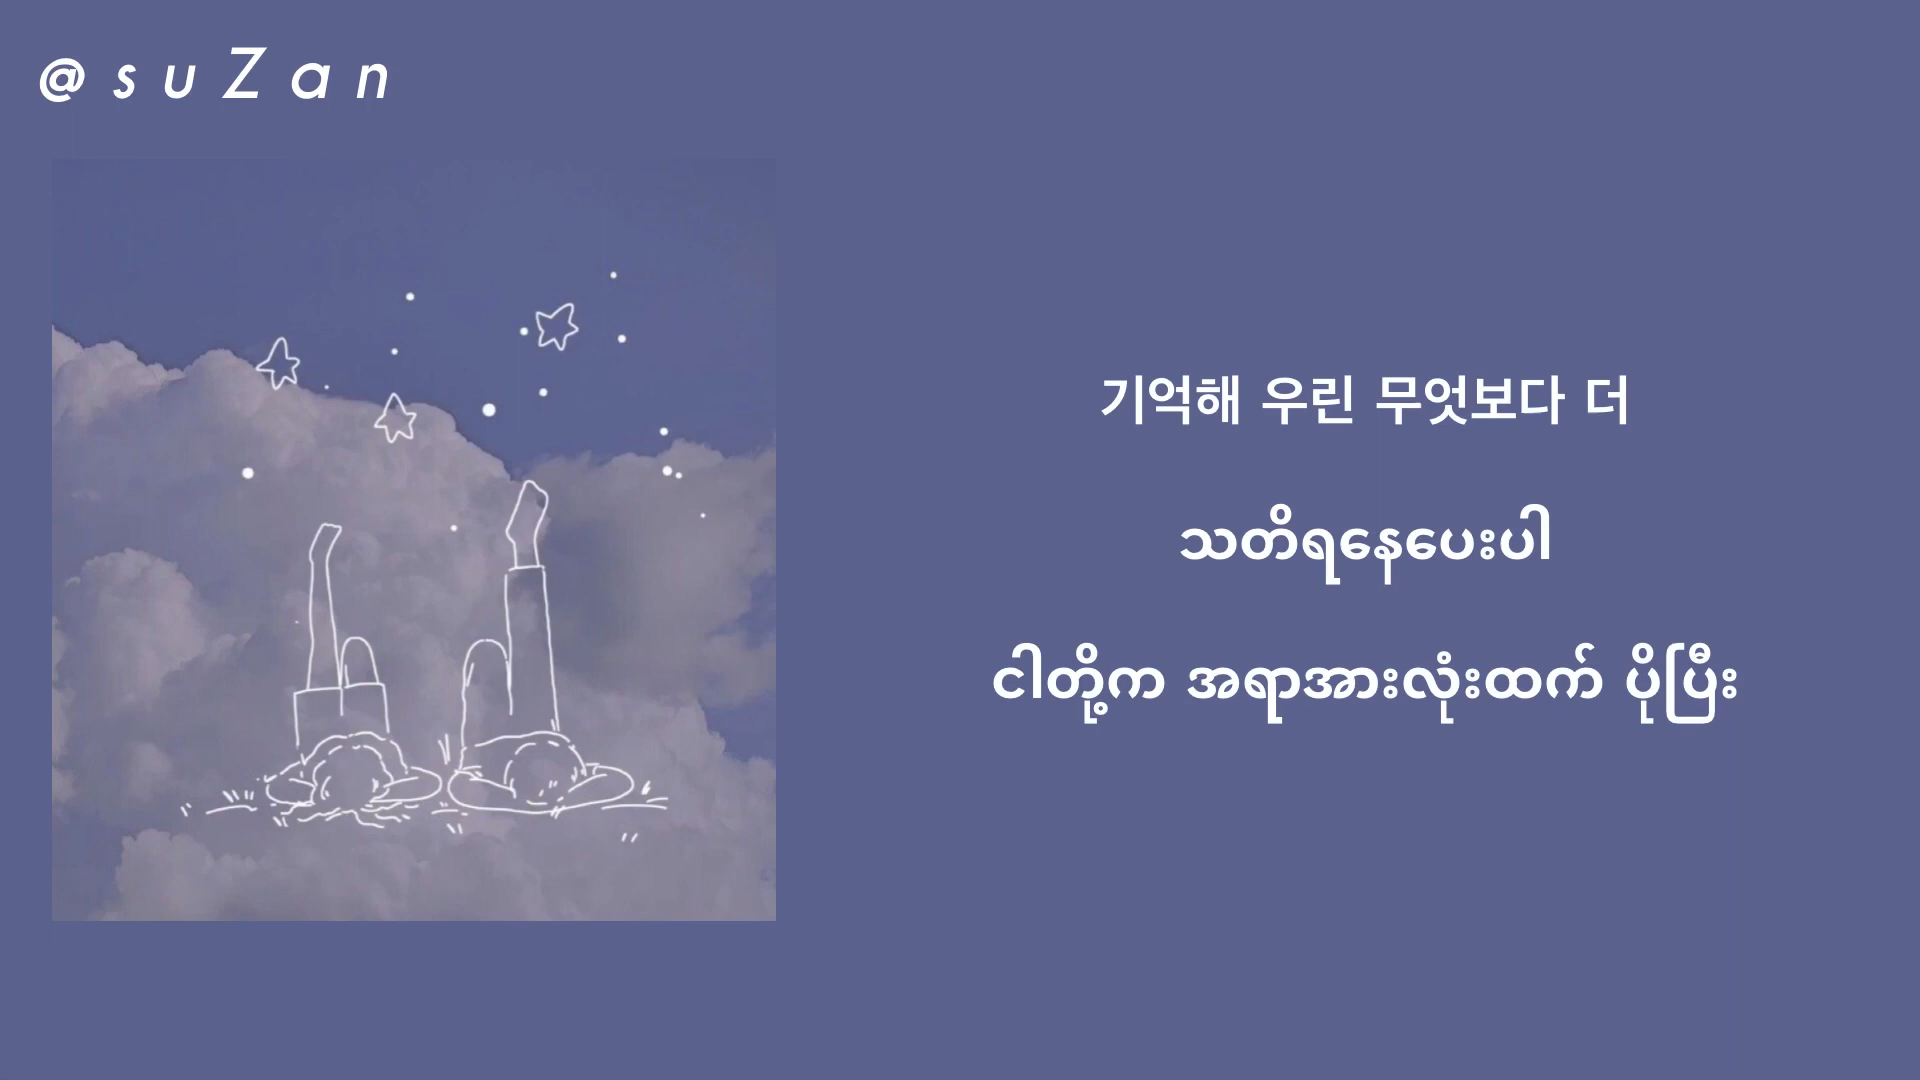 @suZan
기억해 우린 무엇보다 더
သတိရနေပေးပါ
ငါတို့က အရာအားလုံးထက် ပိုပြီး